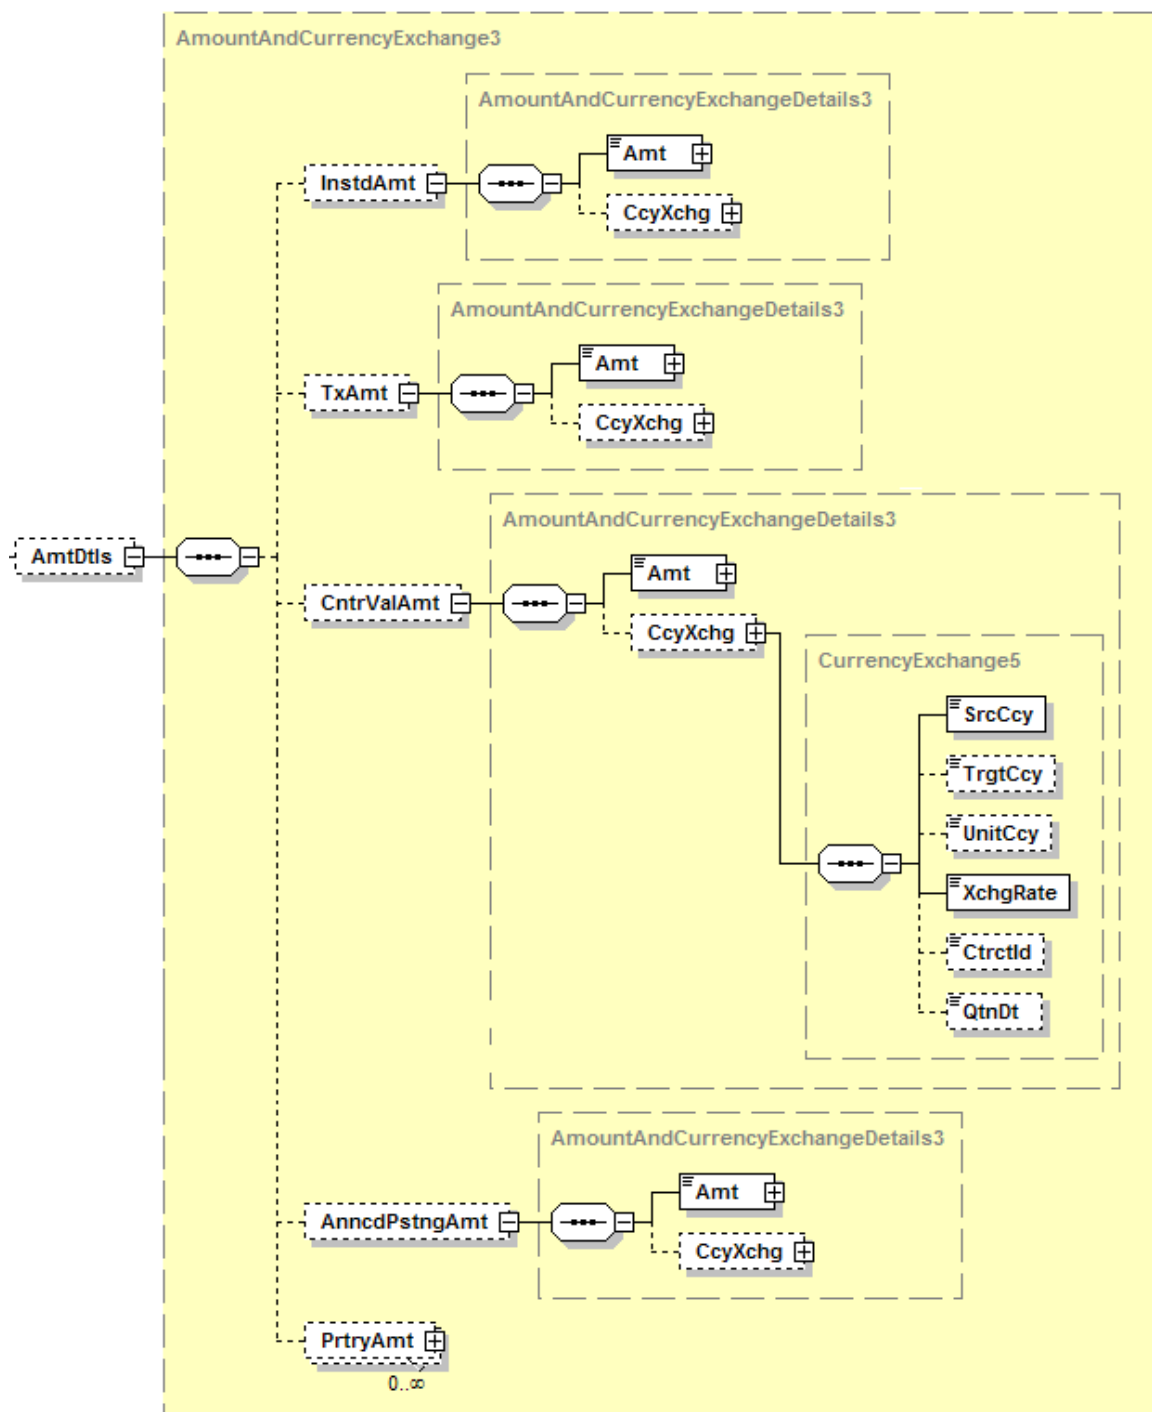 AmountAndCurrencyExchange3
AmountAndCurrencyExchangeDetails3
Amt
InstdAmt
CcyXchg
AmountAndCurrencyExchangeDetails3
Amt
TxAmt
CcyXchg
AmountAndCurrencyExchangeDetails3
AmtDtls
Amt
CntrValAmt
CcyXchg
CurrencyExchange5
SrcCcy
TrgtCcy
UnitCcy
XchgRate
CtrctId
QtnDt
AmountAndCurrencyExchangeDetails3
Amt
AnncdPstngAmt
CcyXchg
PrtryAmt
0..∞